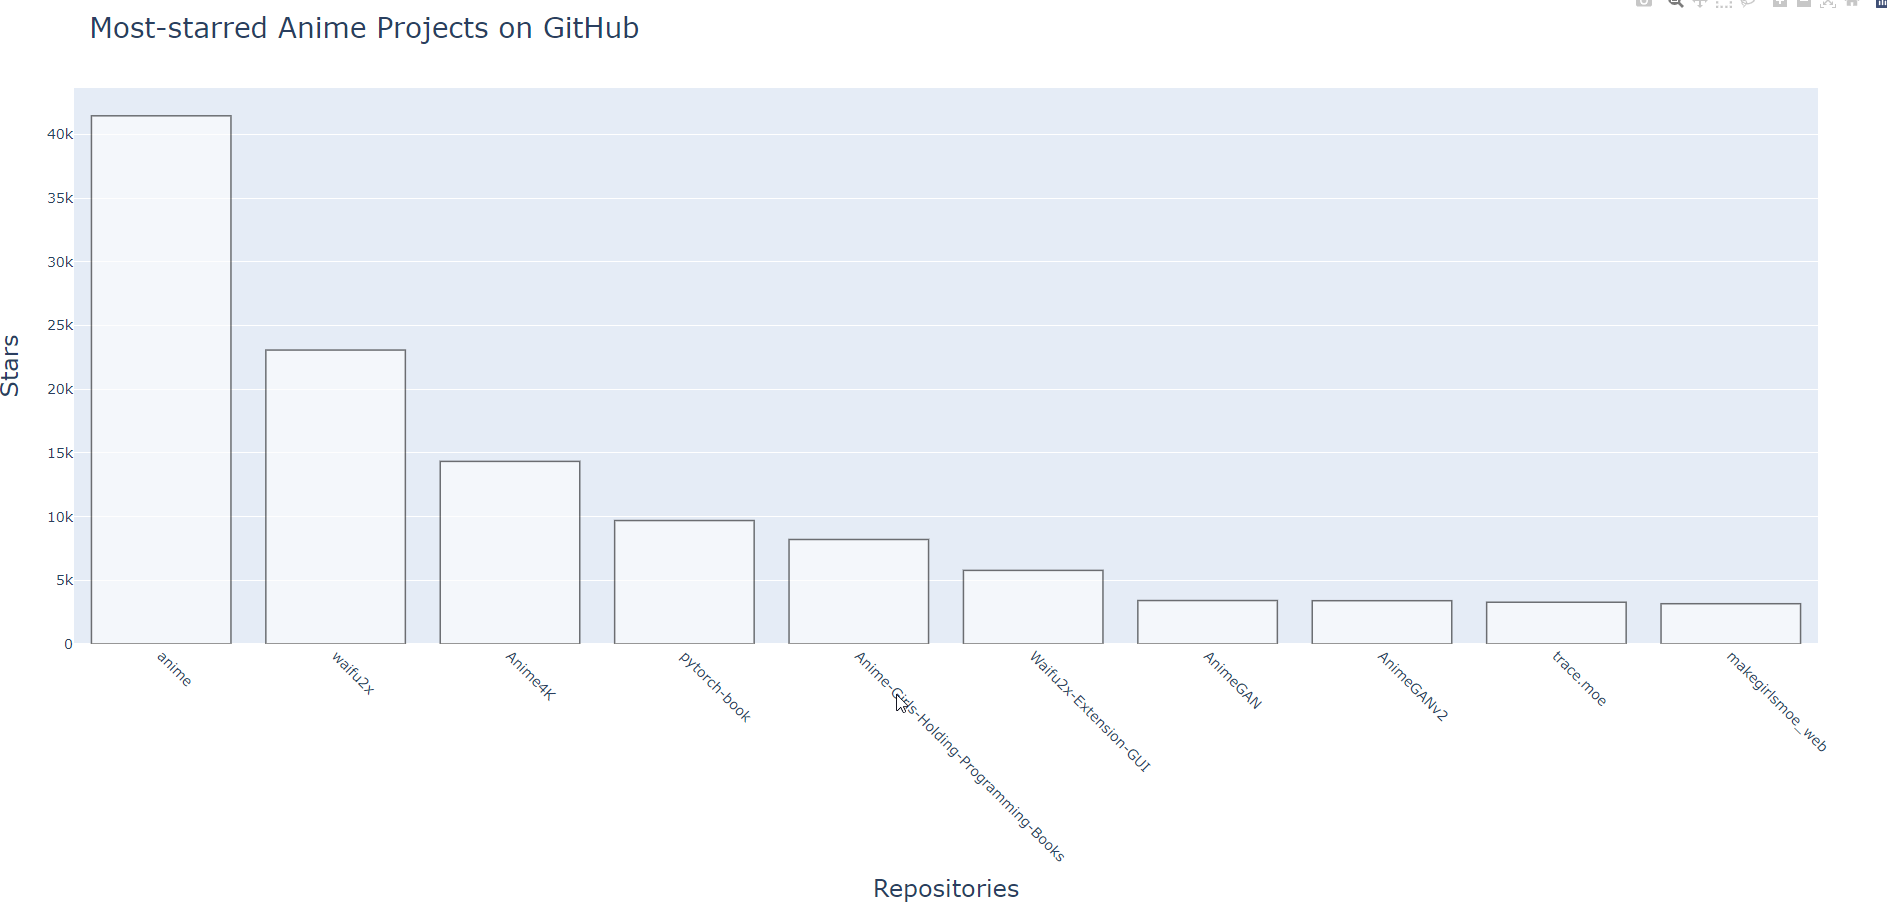 Most-starred Anime Projects on GitHub
Stars
40k
35k
30k
25k
20k
15k
10k
5k
0
anime
waifu2x
Anime4K
pytorch-book
Anime-Girls-Holding-Programming-Books
Waifu2x-Extension-GUI
AnimeGAN
AnimeGANv2
trace.moe
makegirlsmoe_web
Repositories